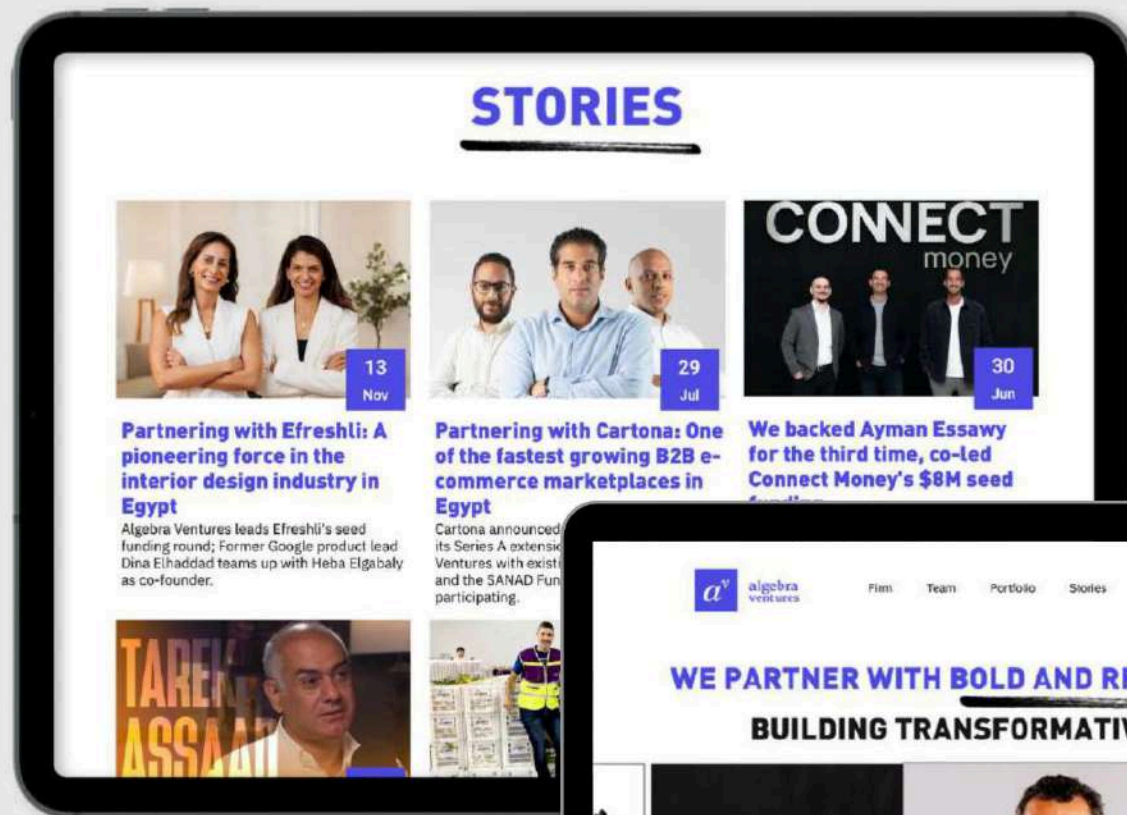 STORIES
CONNECT
money
13
Nov
29
Jul
30
Jun
Partnering with Efreshli: A
pioneering force in the
interior design industry in
Egypt
Algebra Ventures leads Efreshli's seed
funding round; Former Google product lead
Dina Elhaddad teams up with Heba Elgabaly
as co-founder.
Partnering with Cartona: One
of the fastest growing B2B e-
commerce marketplaces in
Egypt
Cartona announced
its Series A
Ventures with
and the SANAD
participating.
We backed Ayman Essawy
for the third time, co-led
Connect Money's $8M seed
TAREK
ASSAAD
av algebra
ventures
Firm Team Portfolio Stories
WE PARTNER WITH BOLD AND
BUILDING